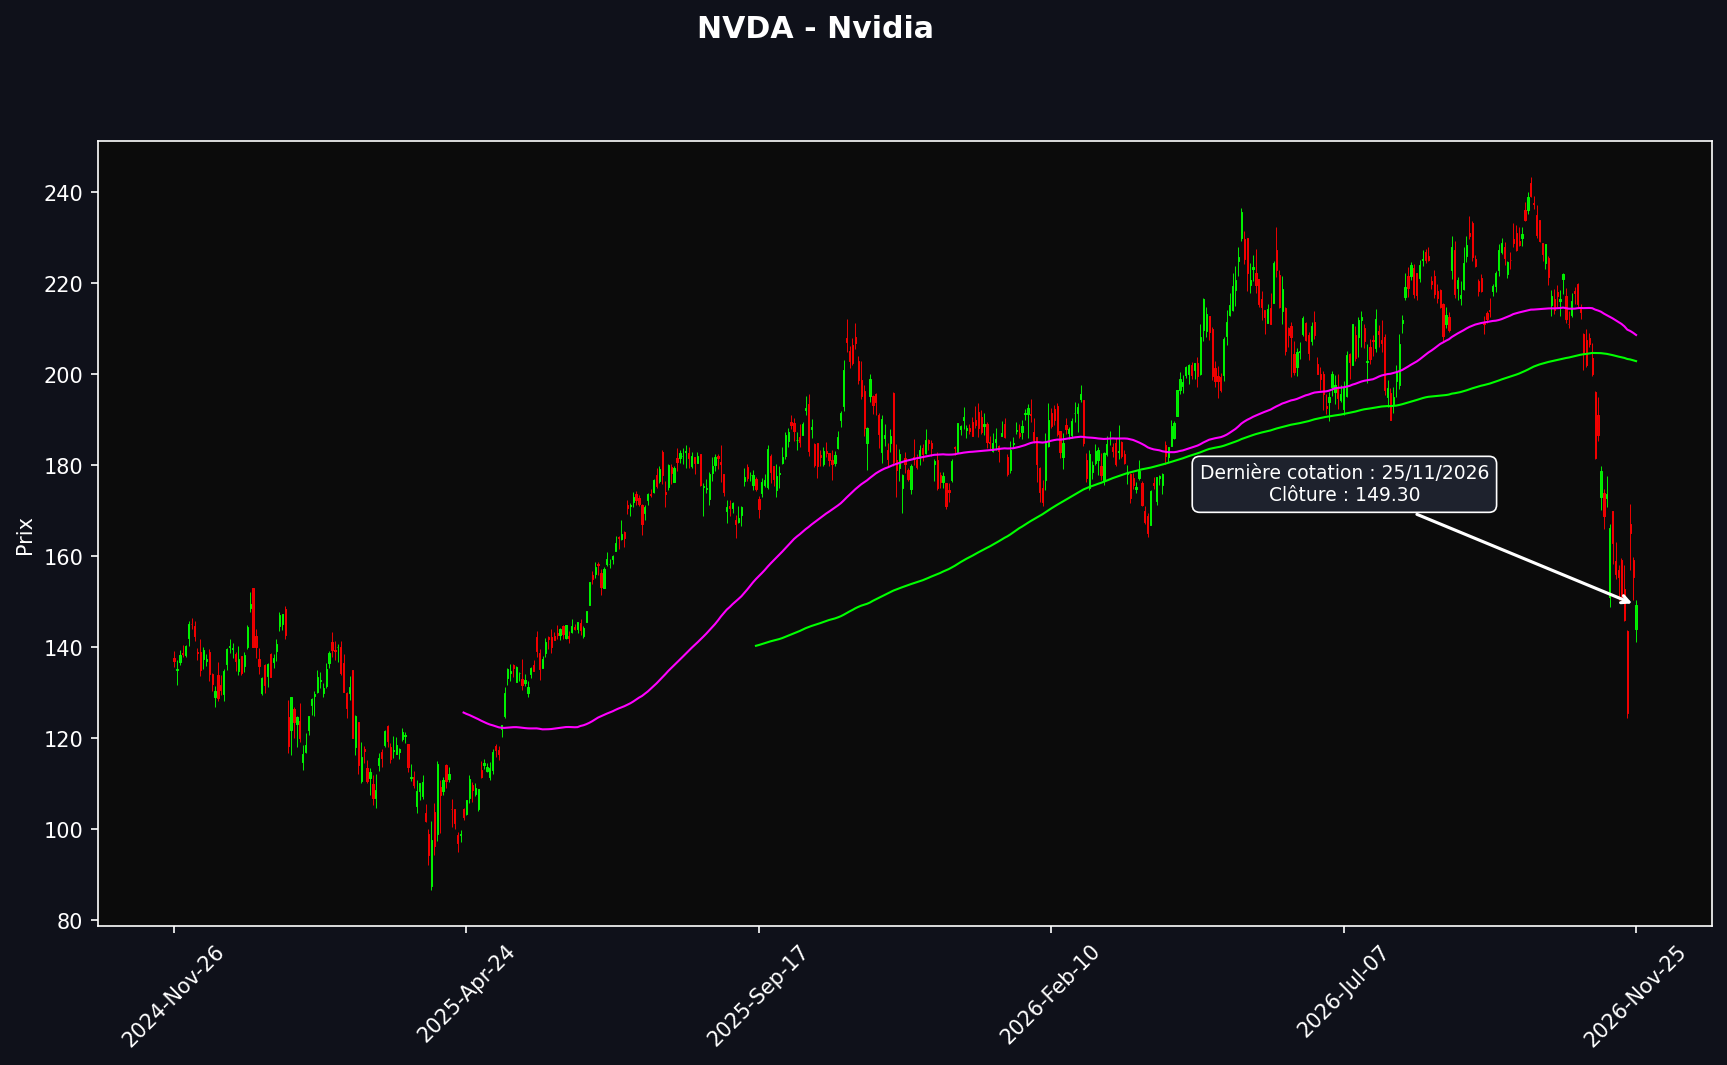 NVDA - Nvidia
240
220
200
180
160
140
120
100
80
Prix
Dernière cotation : 25/11/2026
Clôture : 149.30
2024-Nov-26
2025-Apr-24
2025-Sep-17
2026-Feb-10
2026-Jul-07
2026-Nov-25